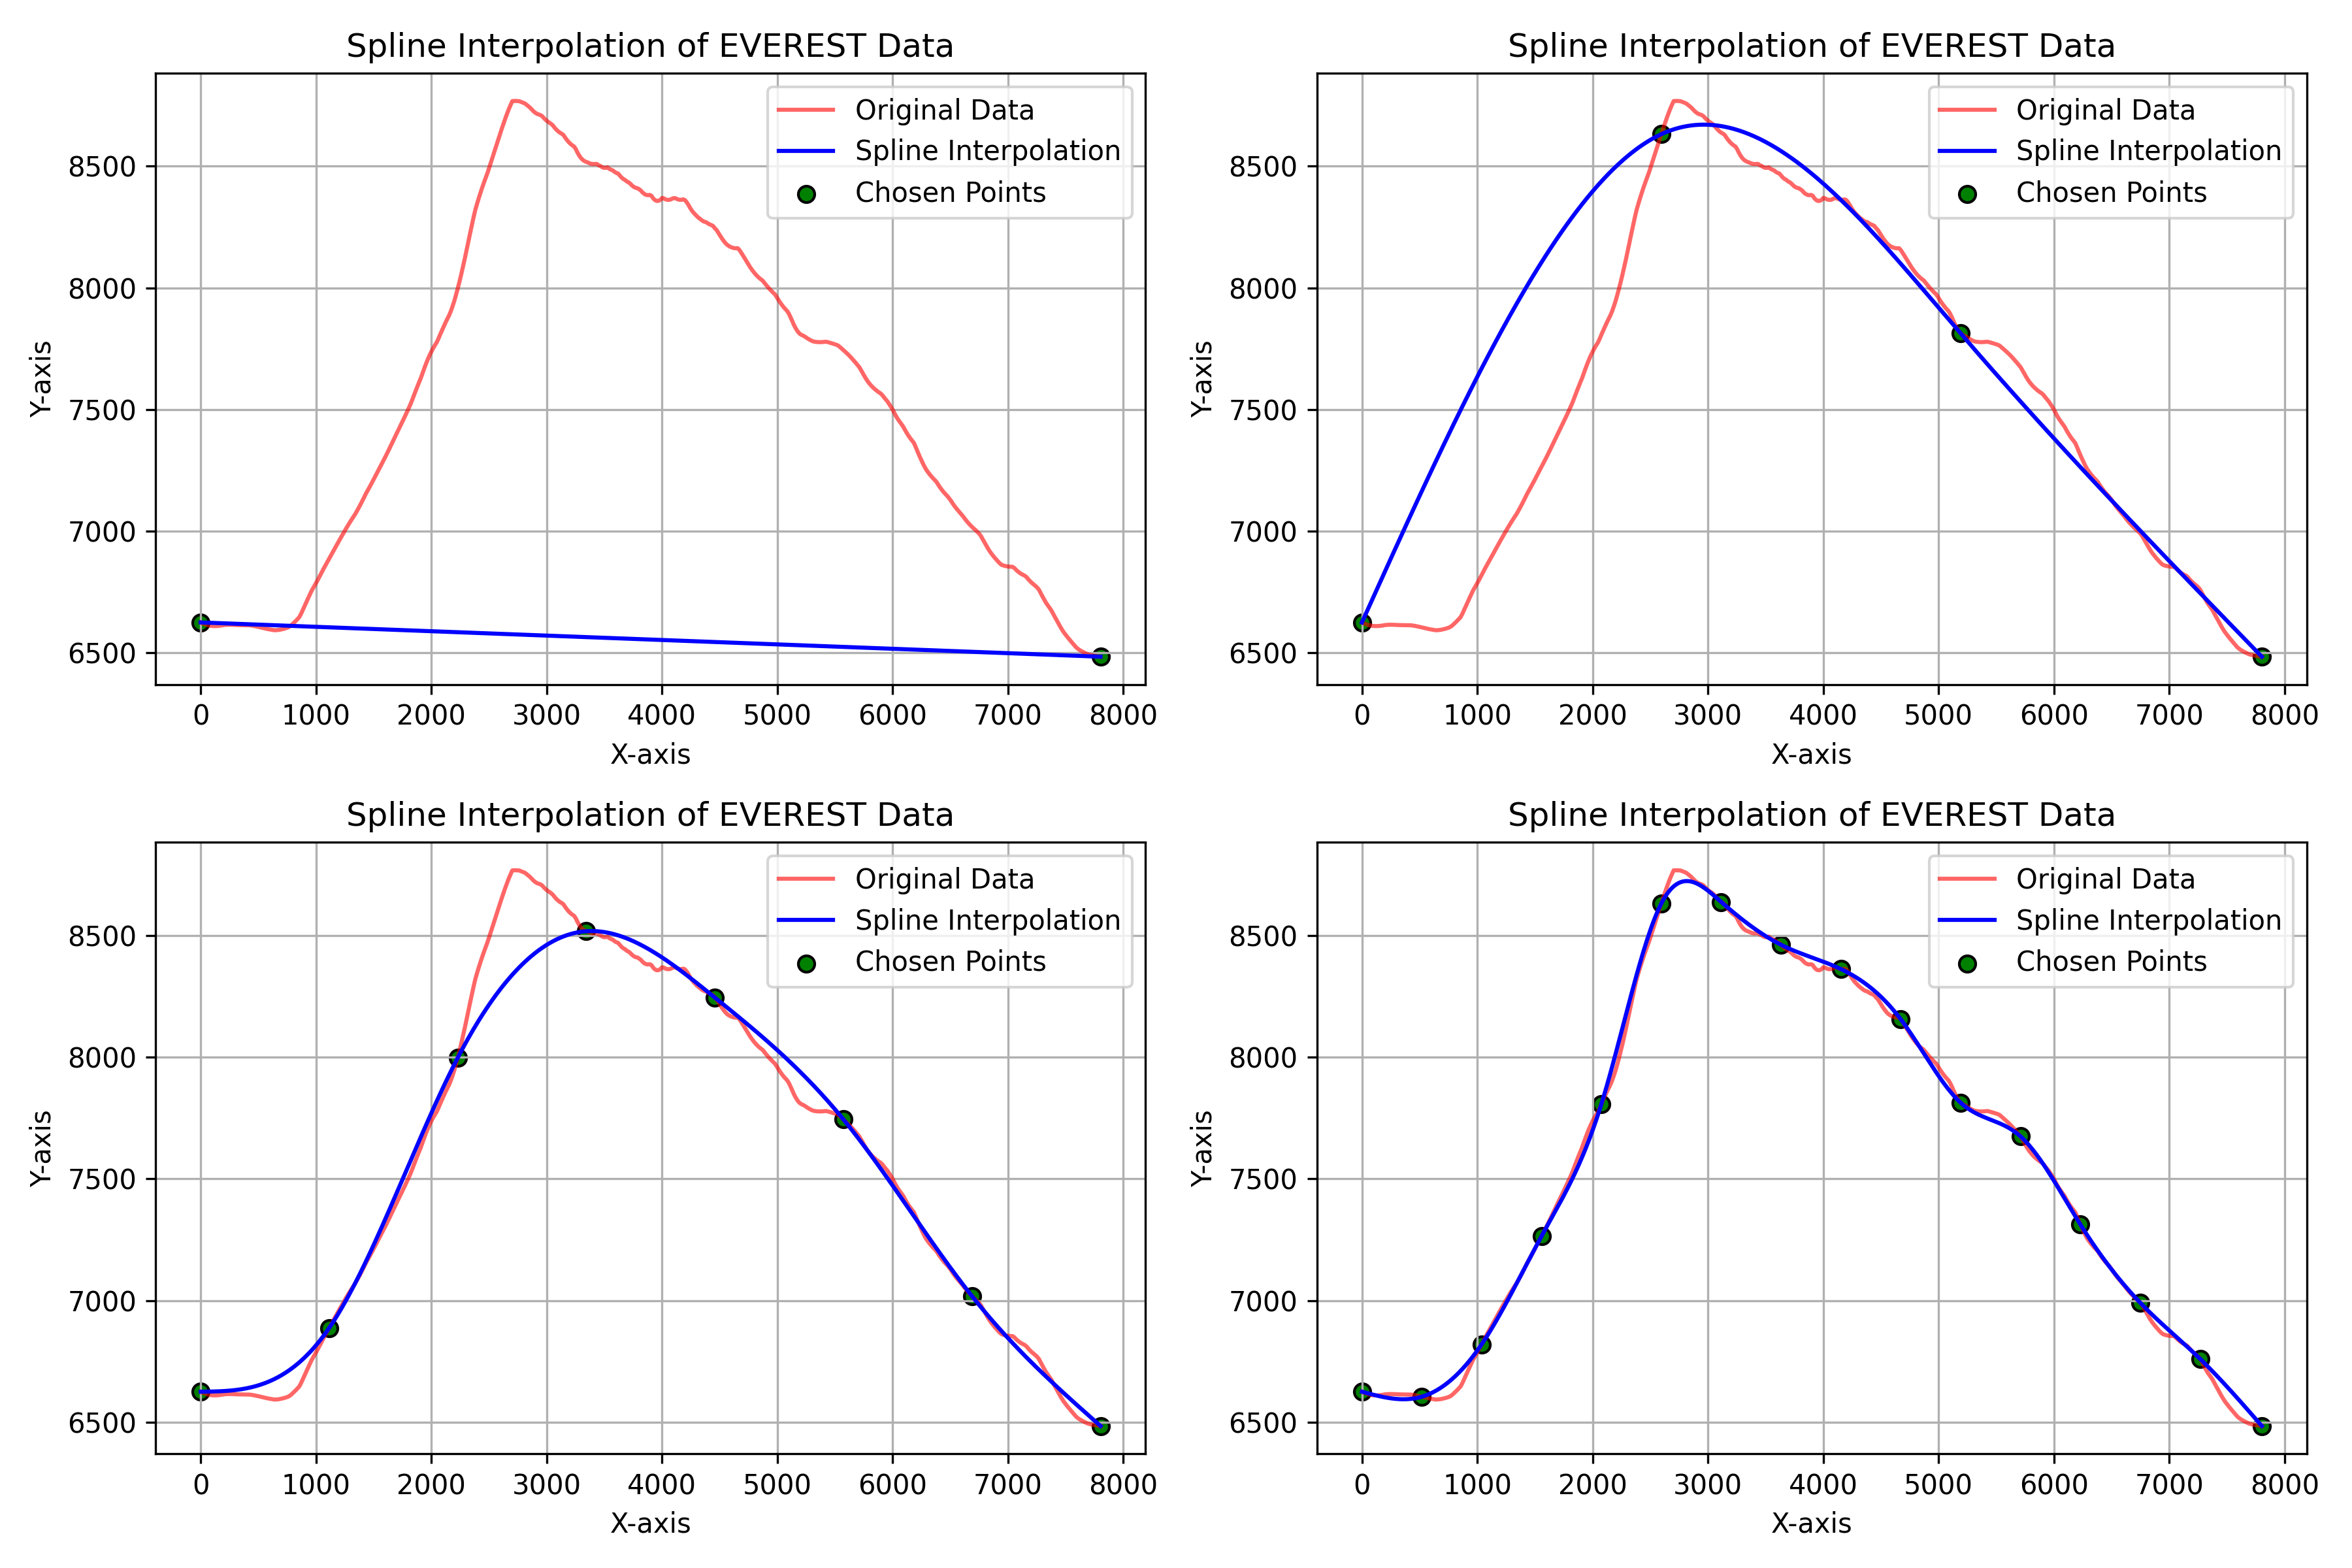 Spline Interpolation of EVEREST Data
Original Data
Spline Interpolation
Chosen Points
8500
8000
7500
7000
6500
Y-axis
0 1000 2000 3000 4000 5000 6000 7000 8000
X-axis
Spline Interpolation of EVEREST Data
Original Data
Spline Interpolation
Chosen Points
8500
8000
7500
7000
6500
Y-axis
0 1000 2000 3000 4000 5000 6000 7000 8000
X-axis
Spline Interpolation of EVEREST Data
Original Data
Spline Interpolation
Chosen Points
8500
8000
7500
7000
6500
Y-axis
0 1000 2000 3000 4000 5000 6000 7000 8000
X-axis
Spline Interpolation of EVEREST Data
Original Data
Spline Interpolation
Chosen Points
8500
8000
7500
7000
6500
Y-axis
0 1000 2000 3000 4000 5000 6000 7000 8000
X-axis